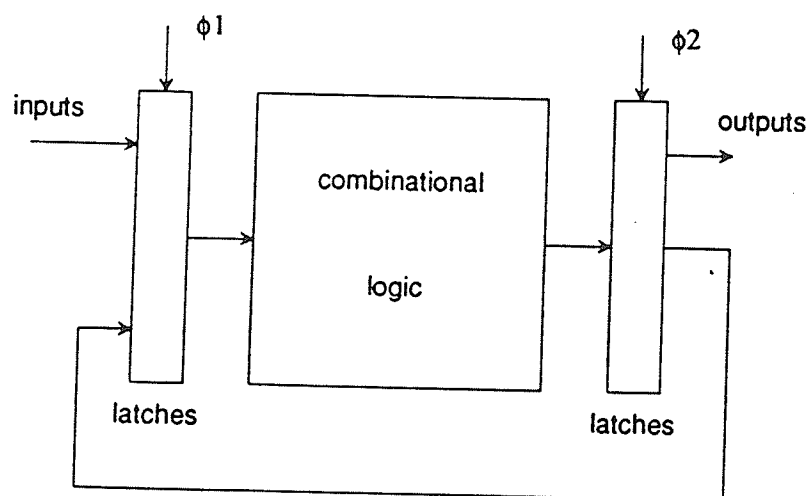 ϕ1
ϕ2
inputs
outputs
combinational
logic
latches
latches